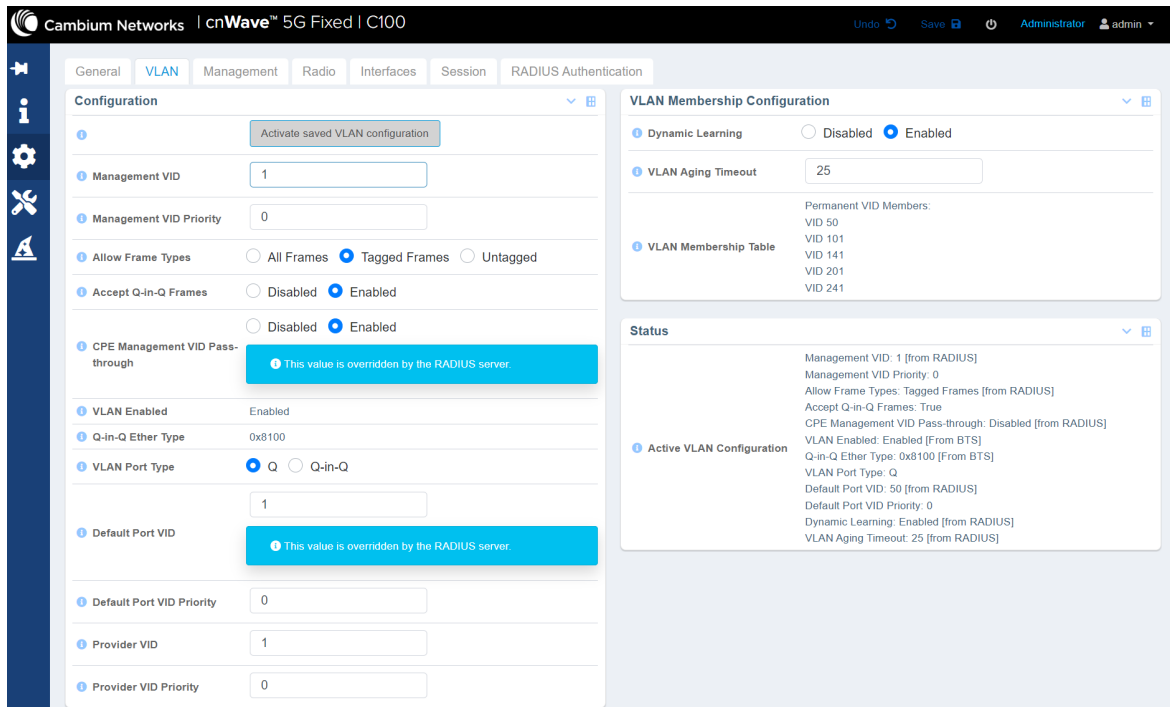 Cambium Networks | cnWave™ 5G Fixed | C100
Undo Save Administrator admin
General VLAN Management Radio Interfaces Session RADIUS Authentication
Configuration
Activate saved VLAN configuration
Management VID 1
Management VID Priority 0
Allow Frame Types All Frames Tagged Frames Untagged
Accept Q-in-Q Frames Disabled Enabled
CPE Management VID Pass-
through
Disabled Enabled
This value is overridden by the RADIUS server.
VLAN Enabled Enabled
Q-in-Q Ether Type 0x8100
VLAN Port Type Q Q-in-Q
Default Port VID 1
This value is overridden by the RADIUS server.
Default Port VID Priority 0
Provider VID 1
Provider VID Priority 0
VLAN Membership Configuration
Dynamic Learning Disabled Enabled
VLAN Aging Timeout 25
VLAN Membership Table
Permanent VID Members:
VID 50
VID 101
VID 141
VID 201
VID 241
Status
Active VLAN Configuration
Management VID: 1 [from RADIUS]
Management VID Priority: 0
Allow Frame Types: Tagged Frames [from RADIUS]
Accept Q-in-Q Frames: True
CPE Management VID Pass-through: Disabled [from RADIUS]
VLAN Enabled: Enabled [From BTS]
Q-in-Q Ether Type: 0x8100 [From BTS]
VLAN Port Type: Q
Default Port VID: 50 [from RADIUS]
Default Port VID Priority: 0
Dynamic Learning: Enabled [from RADIUS]
VLAN Aging Timeout: 25 [from RADIUS]